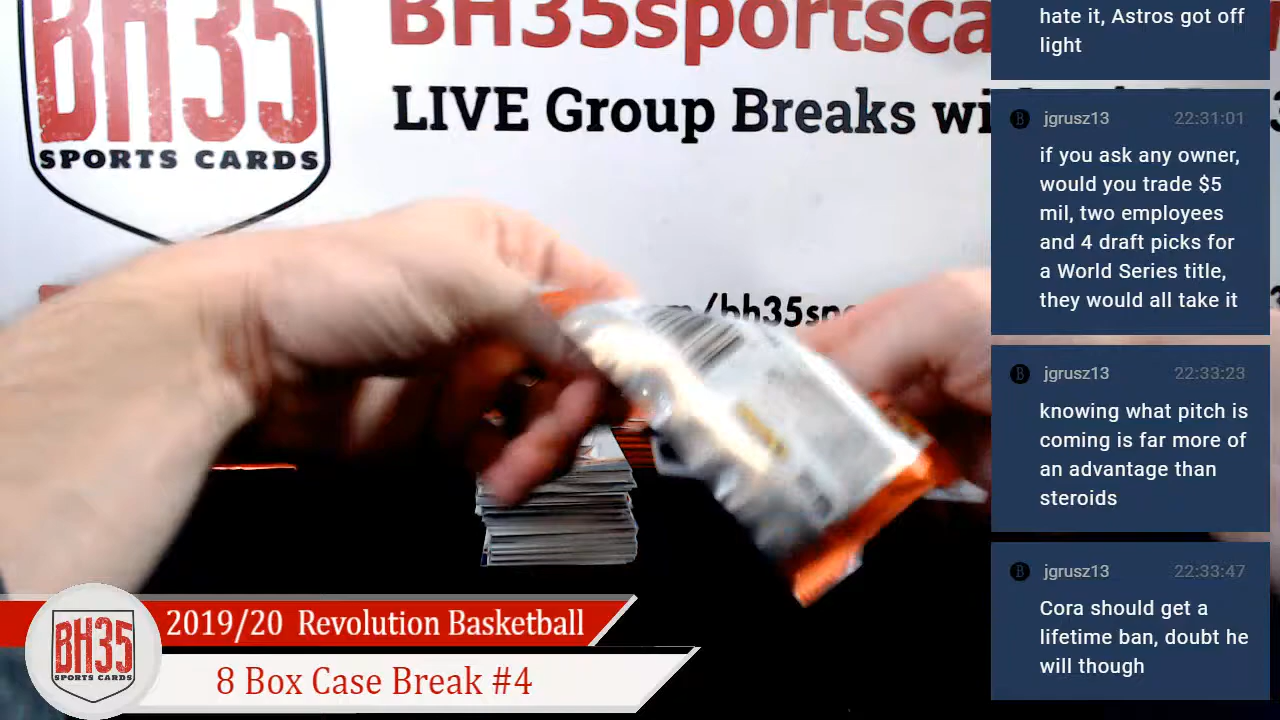 BH35
SPORTS CARDS
BH35sportsca
LIVE Group Breaks wi
/bh35spo
hate it, Astros got off
light
jgrusz13 22:31:01
if you ask any owner,
would you trade $5
mil, two employees
and 4 draft picks for
a World Series title,
they would all take it
jgrusz13 22:33:23
knowing what pitch is
coming is far more of
an advantage than
steroids
jgrusz13 22:33:47
Cora should get a
lifetime ban, doubt he
will though
BH35
SPORTS CARDS
2019/20 Revolution Basketball
8 Box Case Break #4